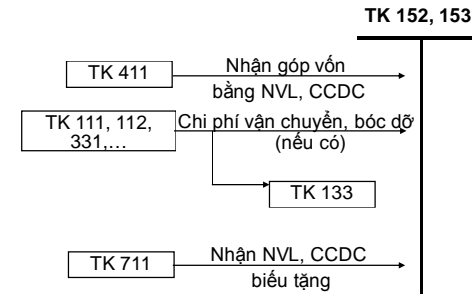 TK 152, 153
TK 411
Nhận góp vốn
bằng NVL, CCDC
TK 111, 112,
331,...
Chi phí vận chuyển, bóc dỡ
(nếu có)
TK 133
TK 711
Nhận NVL, CCDC
biếu tặng